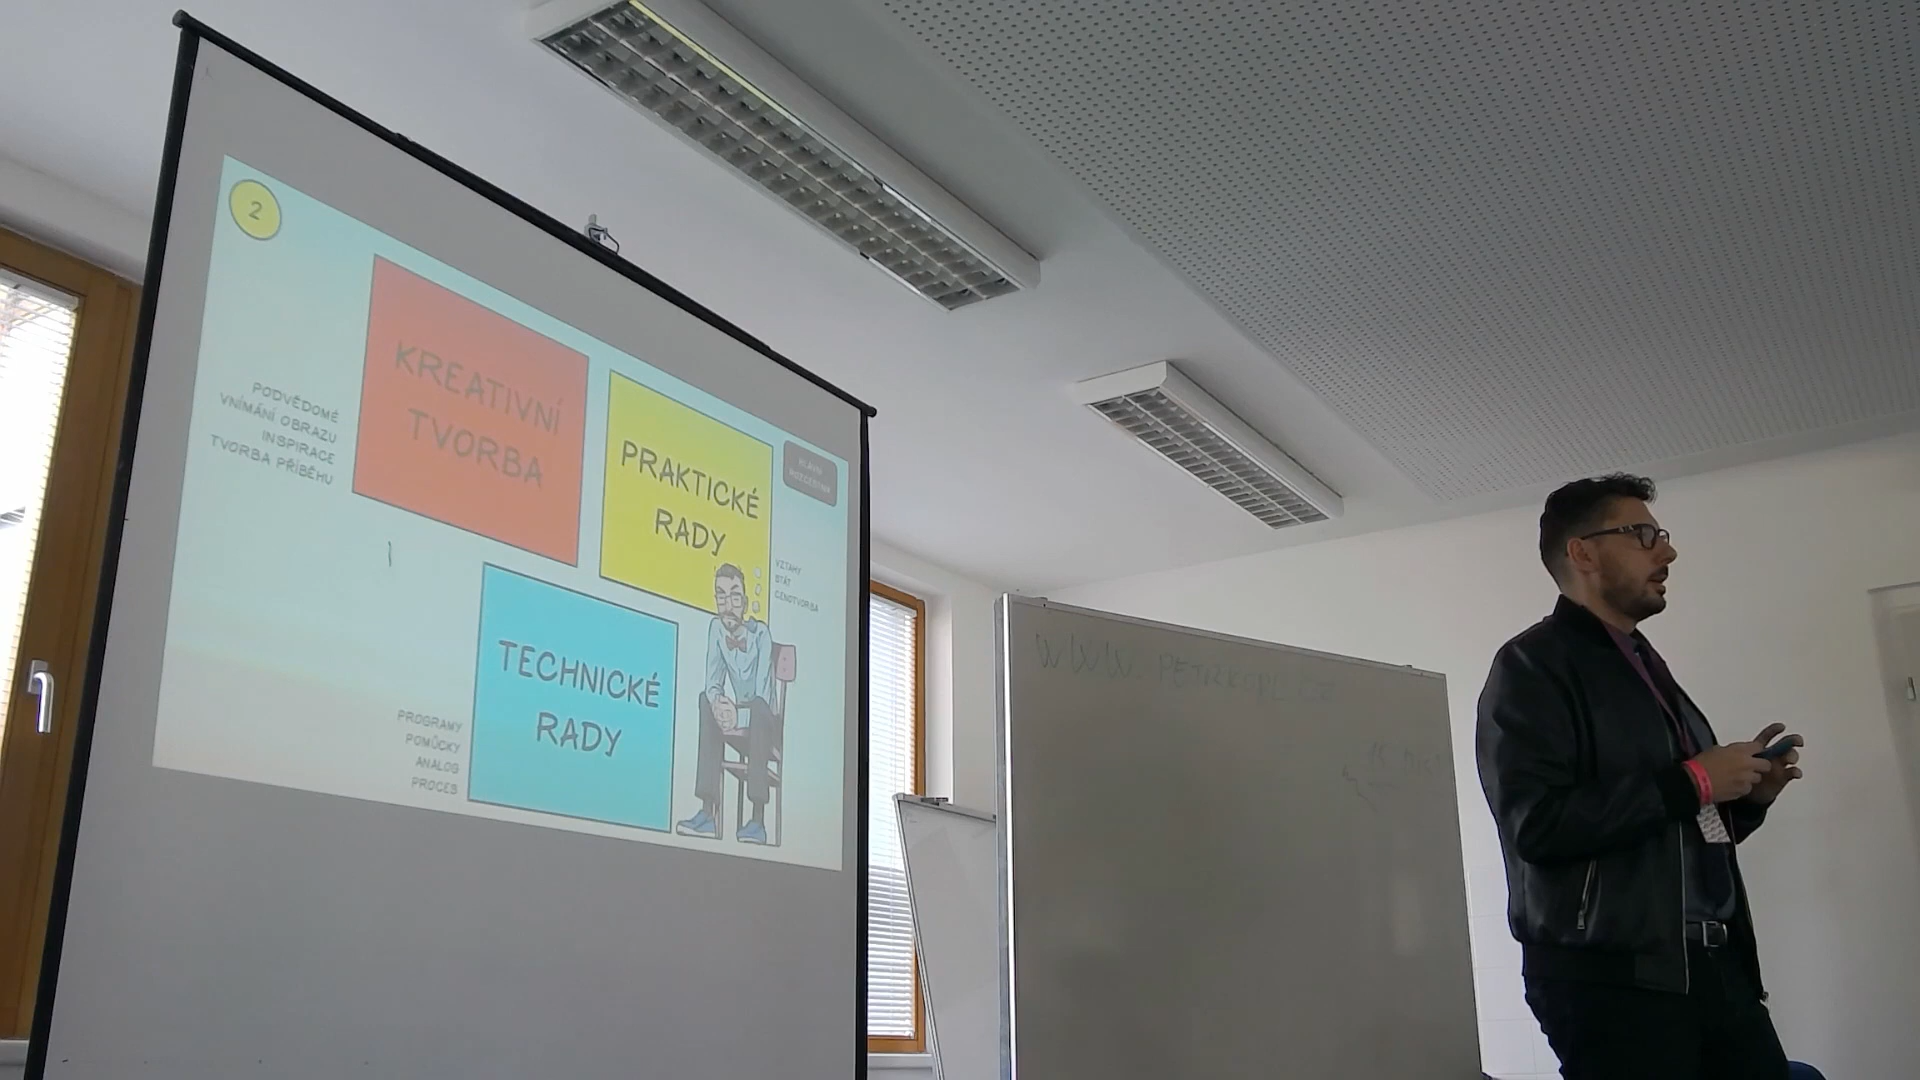 2
KREATIVNÍ
TVORBA
PODVĚDOMÉ
VNÍMÁNÍ OBRAZU
INSPIRACE
TVORBA PŘÍBĚHU
PRAKTICKÉ
RADY
VZTAHY
STÁT
CENOTVORBA
TECHNICKÉ
RADY
PROGRAMY
POMŮCKY
ANALOG
PROCES
WWW.